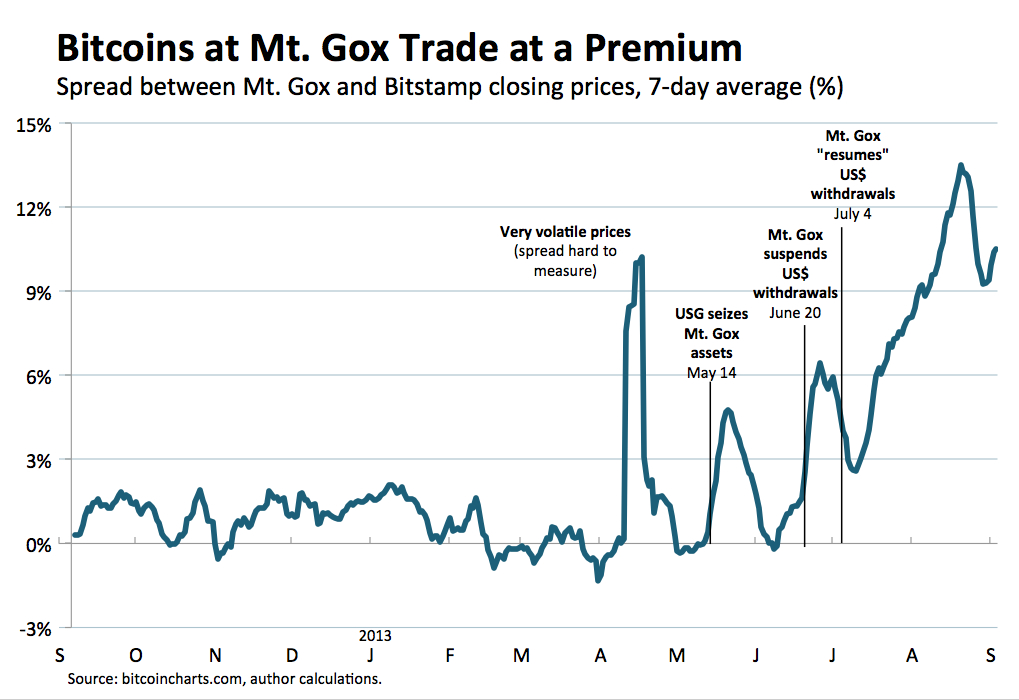 Bitcoins at Mt. Gox Trade at a Premium
Spread between Mt. Gox and Bitstamp closing prices, 7-day average (%)
15%
12%
9%
6%
3%
0%
-3%
Very volatile prices
(spread hard to
measure)
USG seizes
Mt. Gox
assets
May 14
Mt. Gox
suspends
US$
withdrawals
June 20
Mt. Gox
"resumes"
US$
withdrawals
July 4
2013
S O N D J F M A M J J A S
Source: bitcoincharts.com, author calculations.